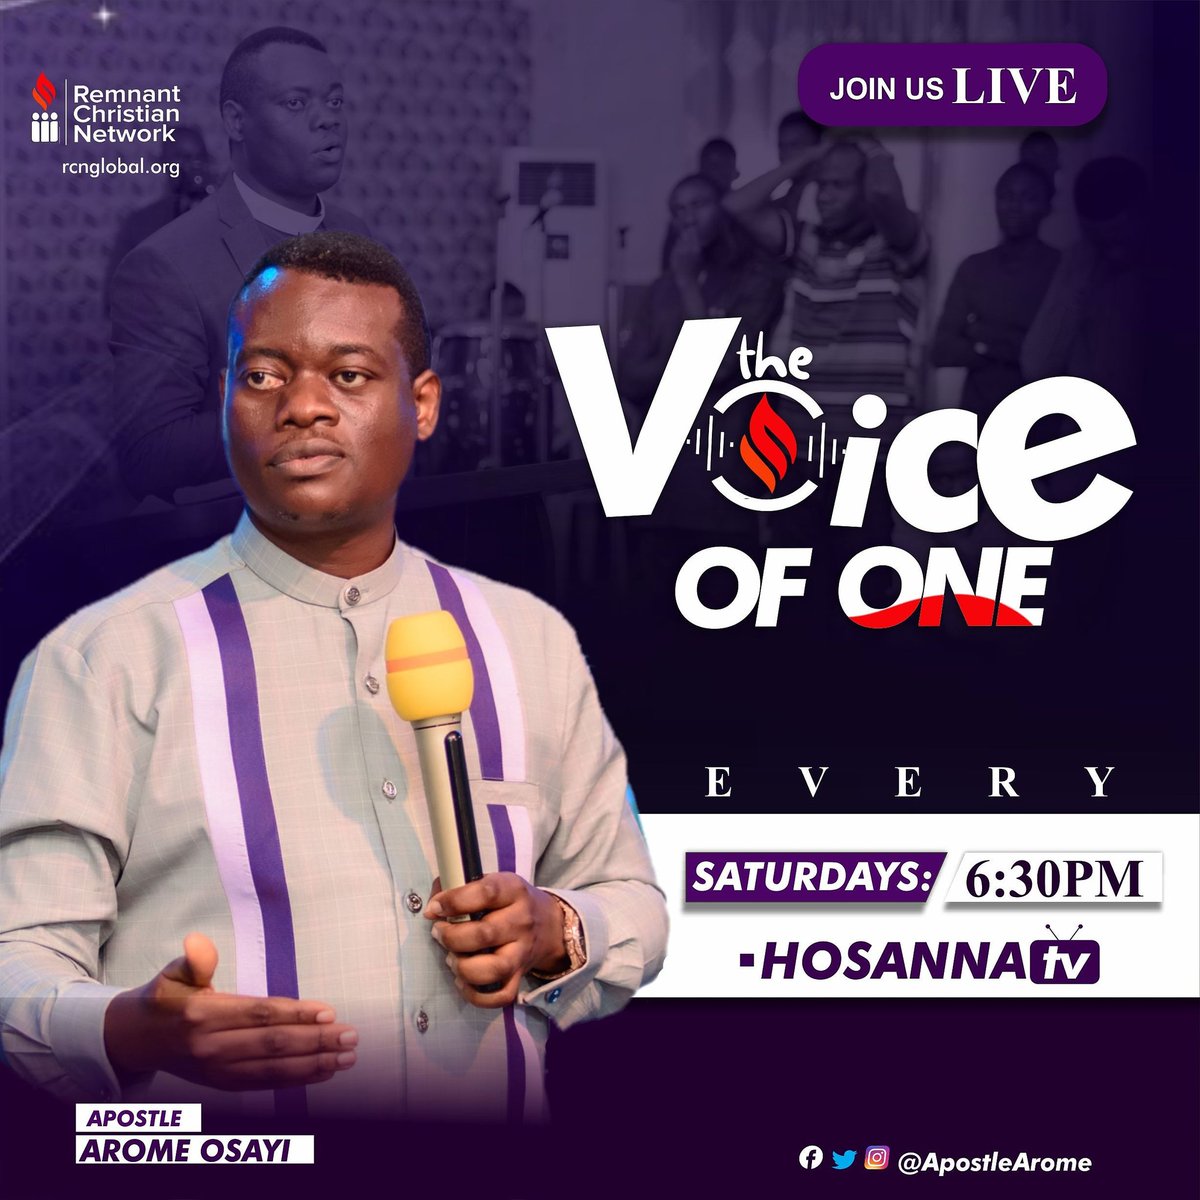 Remnant
Christian
Network
rcnglobal.org
JOIN US LIVE
the
Voice
OF ONE
EVERY
SATURDAYS: 6:30PM
HOSANNA tv
APOSTLE
AROME OSAYI
@ApostleArome